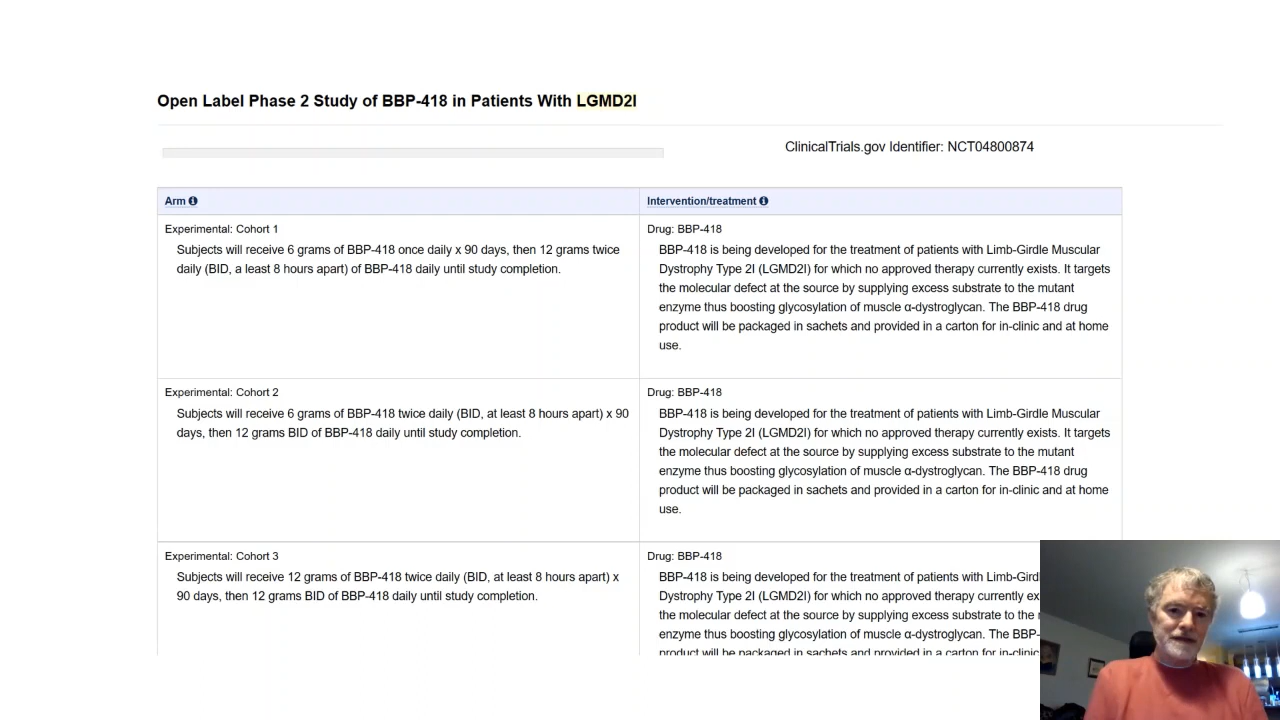 Open Label Phase 2 Study of BBP-418 in Patients With LGMD2I
ClinicalTrials.gov Identifier: NCT04800874
Arm
Intervention/treatment
Experimental: Cohort 1
Subjects will receive 6 grams of BBP-418 once daily x 90 days, then 12 grams twice
daily (BID, a least 8 hours apart) of BBP-418 daily until study completion.
Drug: BBP-418
BBP-418 is being developed for the treatment of patients with Limb-Girdle Muscular
Dystrophy Type 2I (LGMD2I) for which no approved therapy currently exists. It targets
the molecular defect at the source by supplying excess substrate to the mutant
enzyme thus boosting glycosylation of muscle α-dystroglycan. The BBP-418 drug
product will be packaged in sachets and provided in a carton for in-clinic and at home
use.
Experimental: Cohort 2
Subjects will receive 6 grams of BBP-418 twice daily (BID, at least 8 hours apart) x 90
days, then 12 grams BID of BBP-418 daily until study completion.
Drug: BBP-418
BBP-418 is being developed for the treatment of patients with Limb-Girdle Muscular
Dystrophy Type 2I (LGMD2I) for which no approved therapy currently exists. It targets
the molecular defect at the source by supplying excess substrate to the mutant
enzyme thus boosting glycosylation of muscle α-dystroglycan. The BBP-418 drug
product will be packaged in sachets and provided in a carton for in-clinic and at home
use.
Experimental: Cohort 3
Subjects will receive 12 grams of BBP-418 twice daily (BID, at least 8 hours apart) x
90 days, then 12 grams BID of BBP-418 daily until study completion.
Drug: BBP-418
BBP-418 is being developed for the treatment of patients with Limb-Gird
Dystrophy Type 2I (LGMD2I) for which no approved therapy currently ex
the molecular defect at the source by supplying excess substrate to the
enzyme thus boosting glycosylation of muscle α-dystroglycan. The BBP-
product will be packaged in sachets and provided in a carton for in-clinic